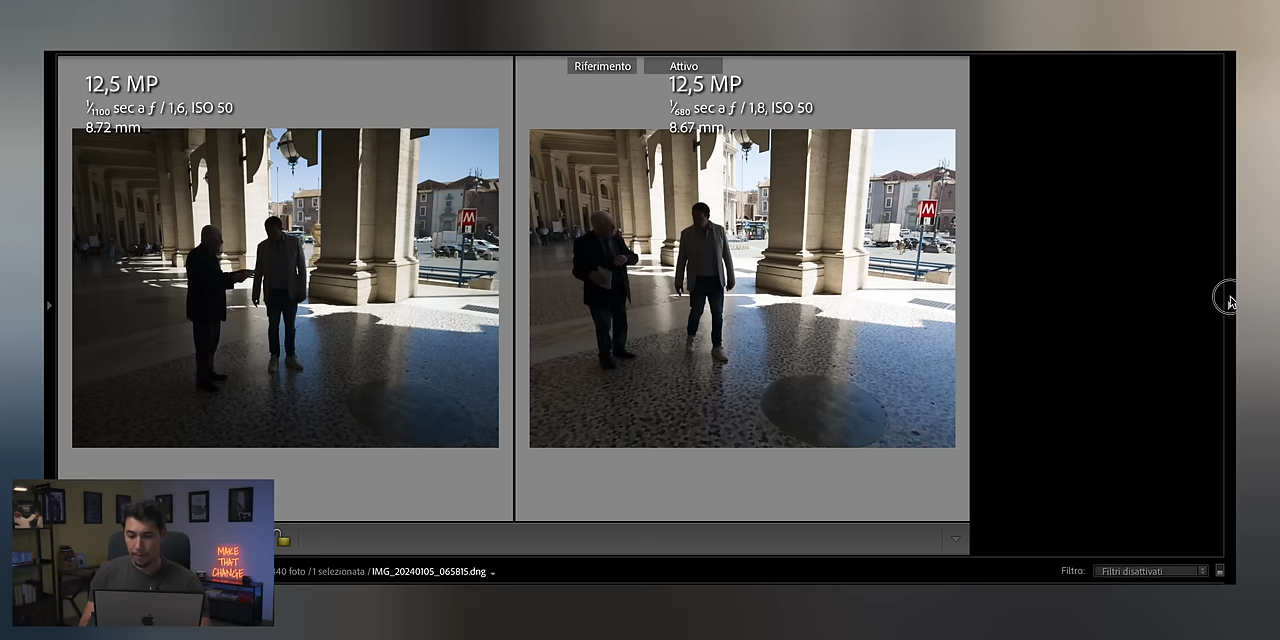 Riferimento
Attivo
12,5 MP
1/1100 sec a ƒ / 1,6, ISO 50
8.72 mm
12,5 MP
1/680 sec a ƒ / 1,8, ISO 50
8.67 mm
M
M
MAKE
THAT
CHANGE
40 foto / 1 selezionata / IMG_20240105_065815.dng
Filtro:
Filtri disattivati